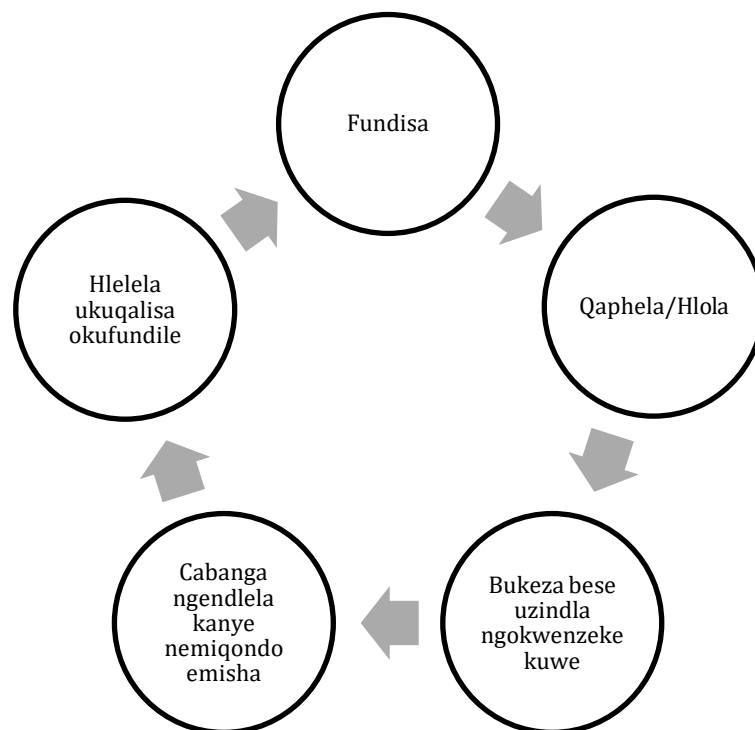 Fundisa
Qaphela/Hlola
Bukeza bese
uzindla
ngokwenzeke
kuwe
Cabanga
ngendlela
kanye
nemiqondo
emisha
Hlelela
ukuqalisa
okufundile